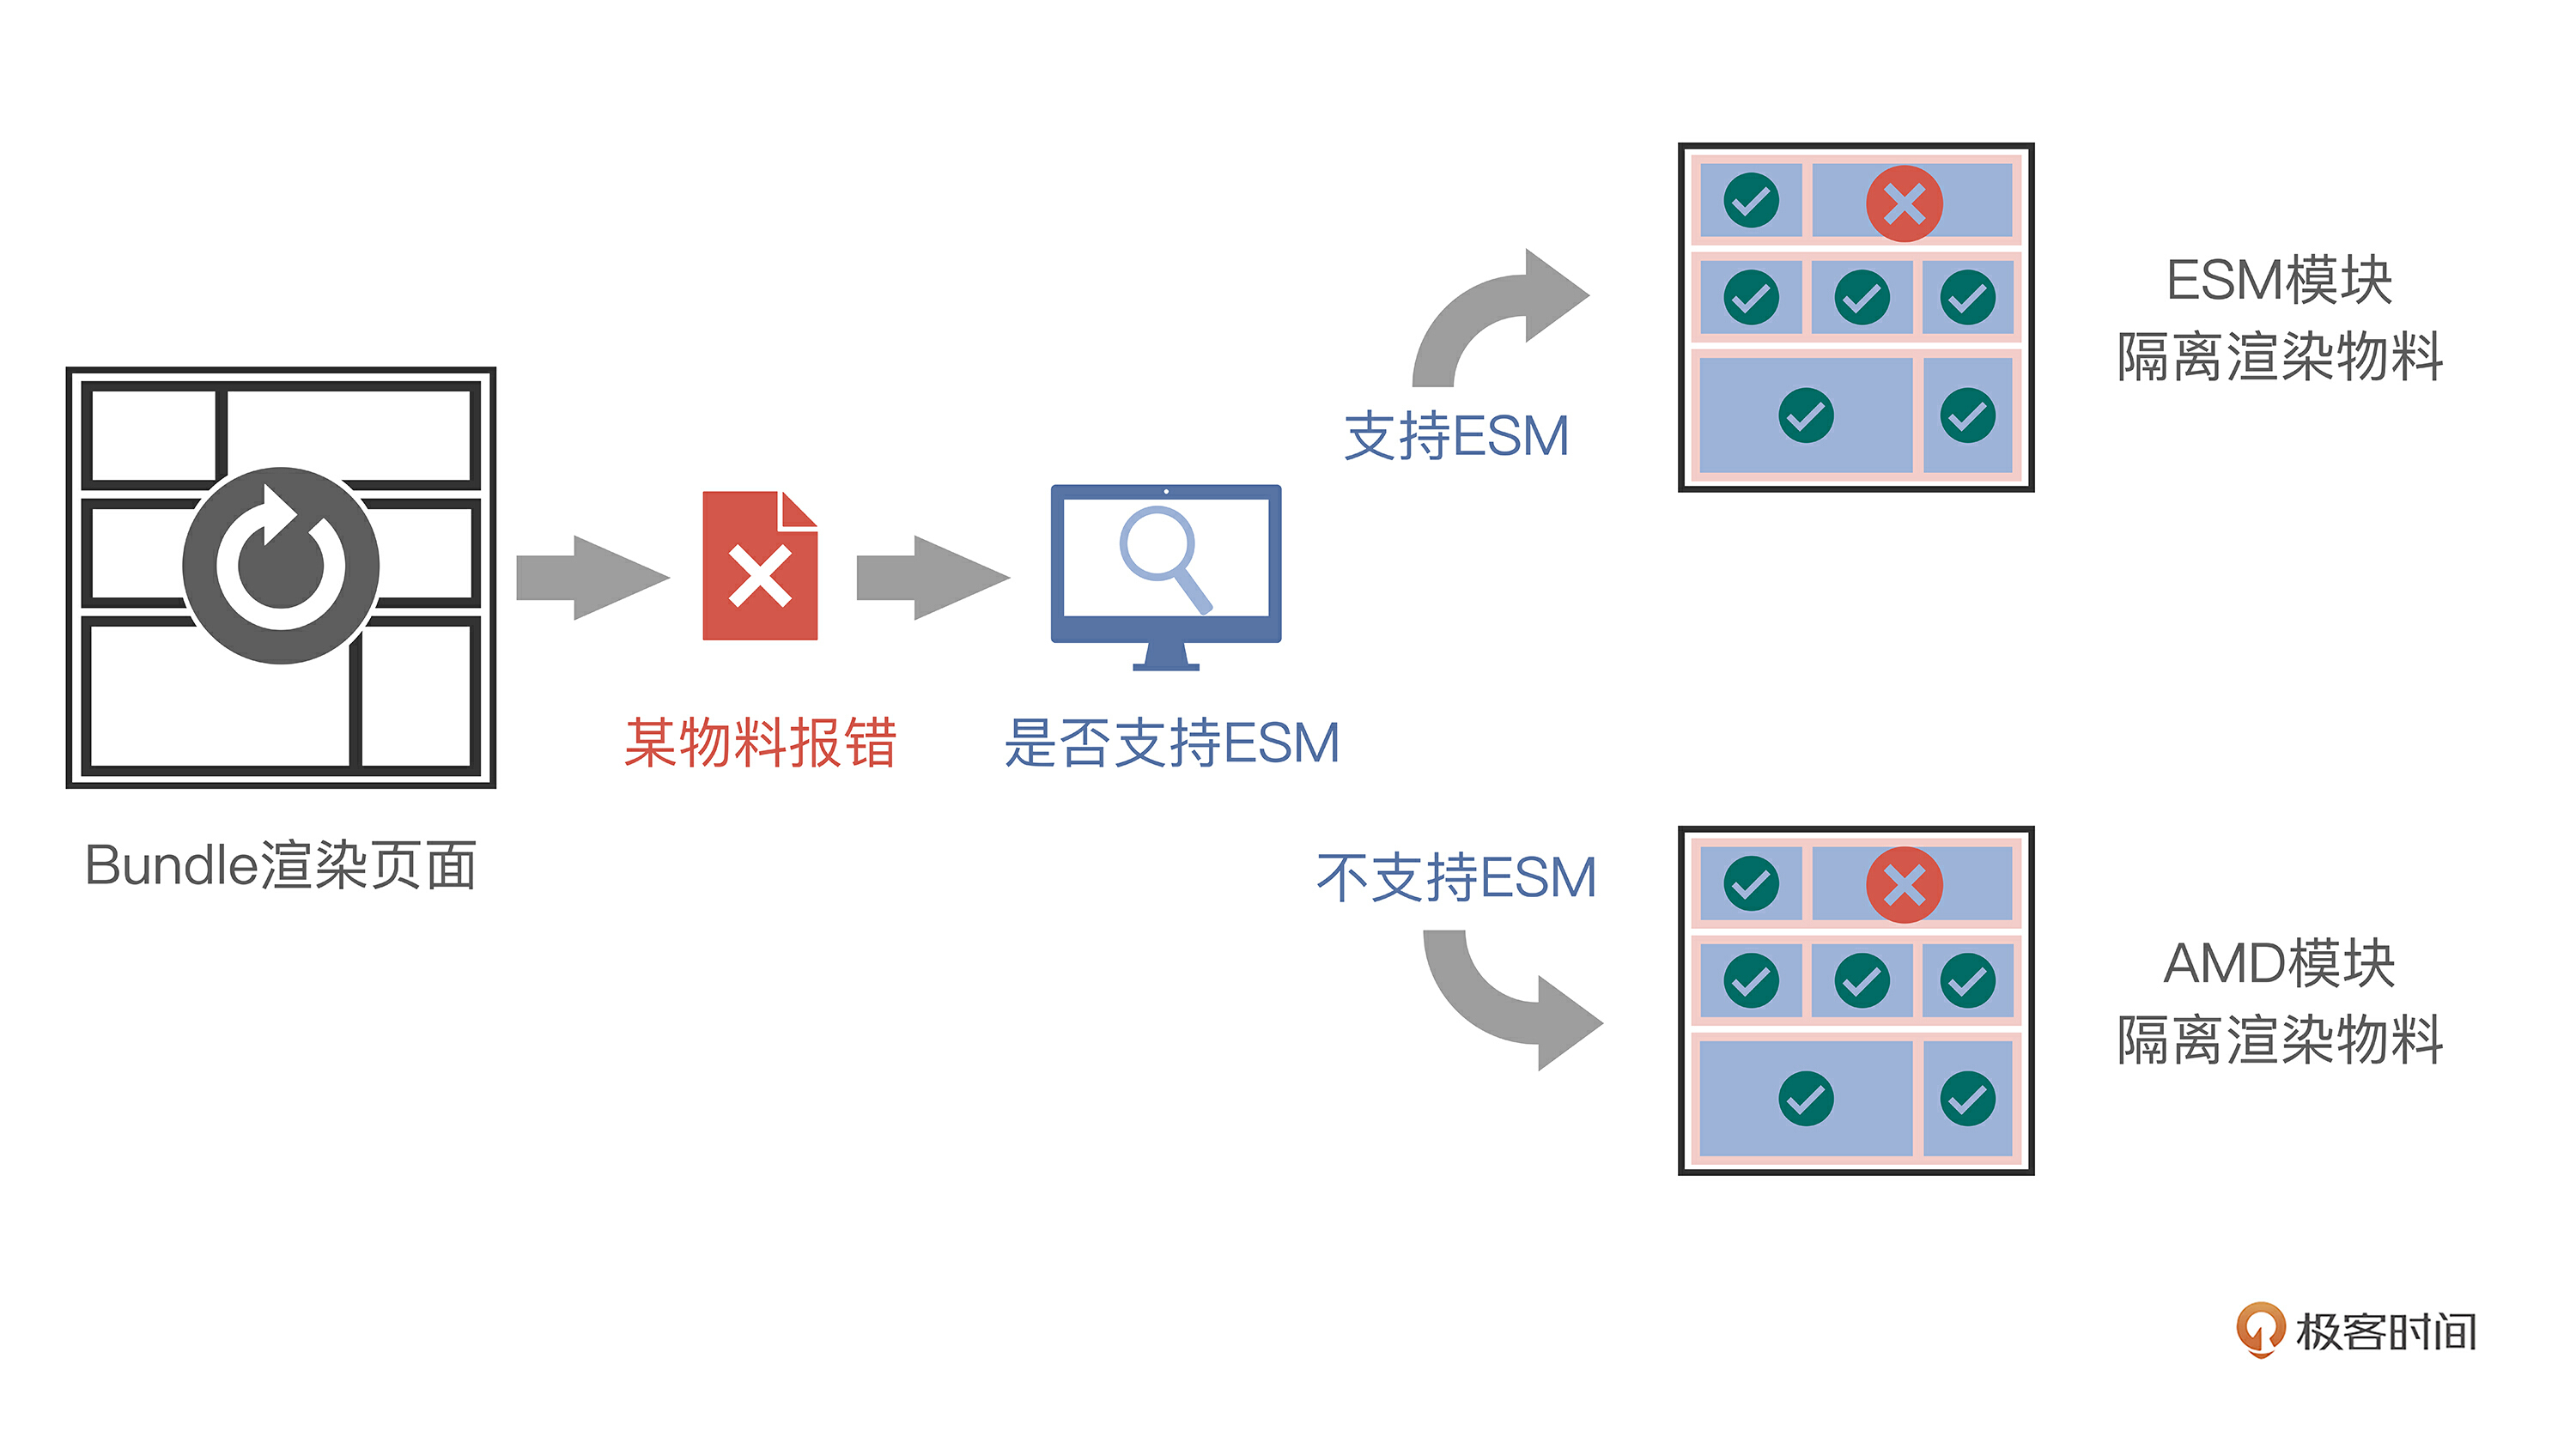 Bundle渲染页面
某物料报错
是否支持ESM
支持ESM
ESM模块
隔离渲染物料
不支持ESM
AMD模块
隔离渲染物料
极客时间